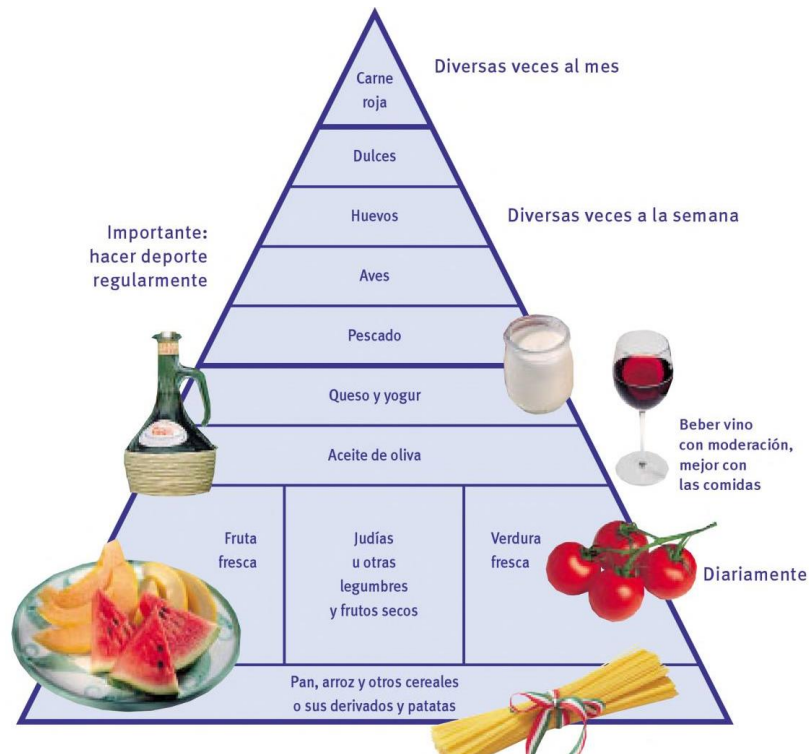 Carne
roja
Diversas veces al mes
Dulces
Huevos
Diversas veces a la semana
Importante:
hacer deporte
regularmente
Aves
Pescado
Queso y yogur
Beber vino
con moderación,
mejor con
las comidas
Aceite de oliva
Fruta
fresca
Judías
u otras
legumbres
y frutos secos
Verdura
fresca
Diariamente
Pan, arroz y otros cereales
o sus derivados y patatas